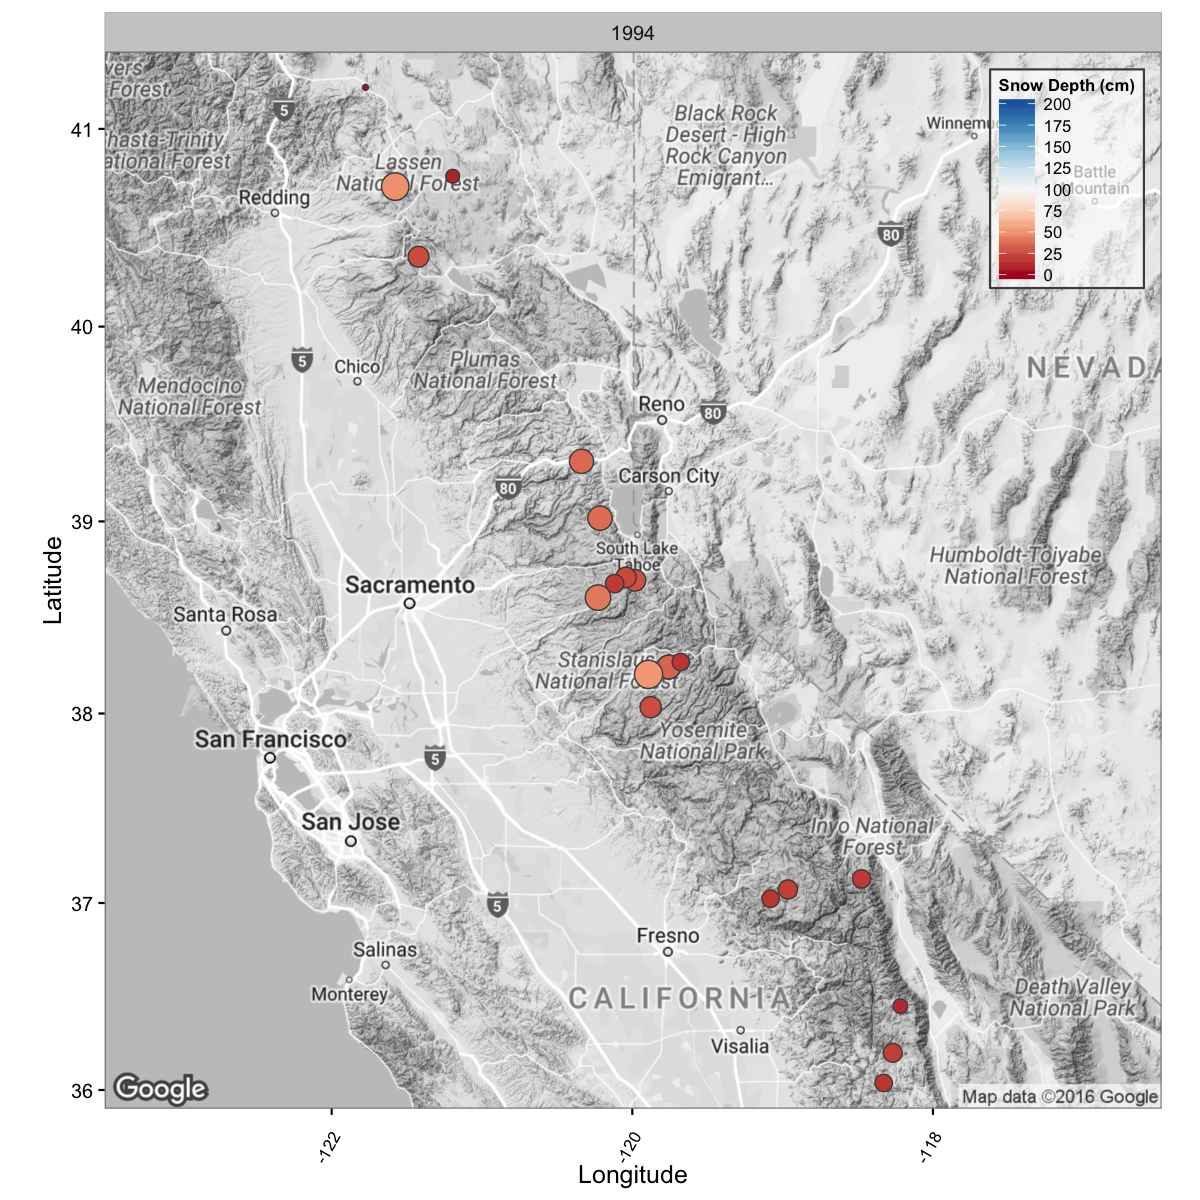 1994
vers
Forest
5
41
hasta-Trinity
ational Forest
Lassen
National Forest
Redding
Black Rock
Desert - High
Rock Canyon
Emigrant...
Winnemu
Snow Depth (cm)
200
175
150
125
100
75
50
25
0
Battle
Mountain
80
40
5
Chico
Plumas
National Forest
Mendocino
National Forest
NEVADA
Reno
80
Carson City
80
39
South Lake
Tahoe
Humboldt-Toiyabe
National Forest
Sacramento
Santa Rosa
Stanislaus
National Forest
38
Yosemite
National Park
San Francisco
5
San Jose
Inyo National
Forest
37
5
Fresno
Salinas
Monterey
CALIFORNIA
Death Valley
National Park
Visalia
36
Google
Map data ©2016 Google
-122
-120
-118
Longitude
Latitude